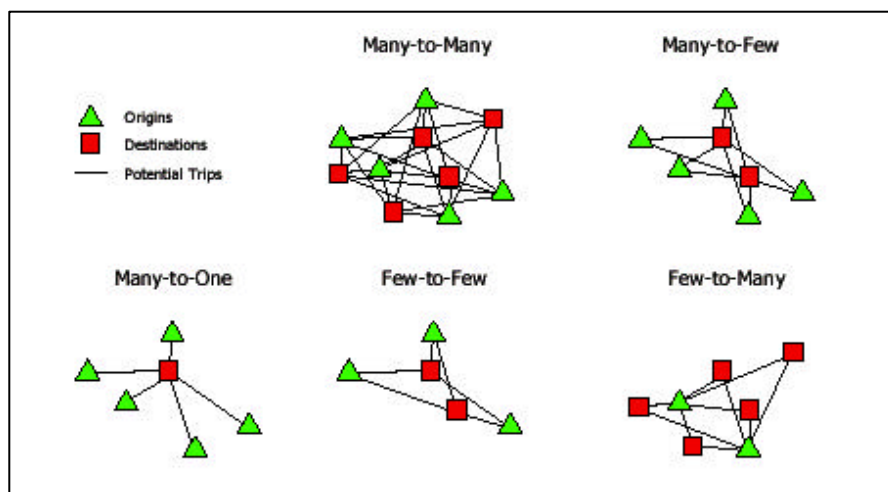 Many-to-Many
Many-to-Few
Origins
Destinations
Potential Trips
Many-to-One
Few-to-Few
Few-to-Many